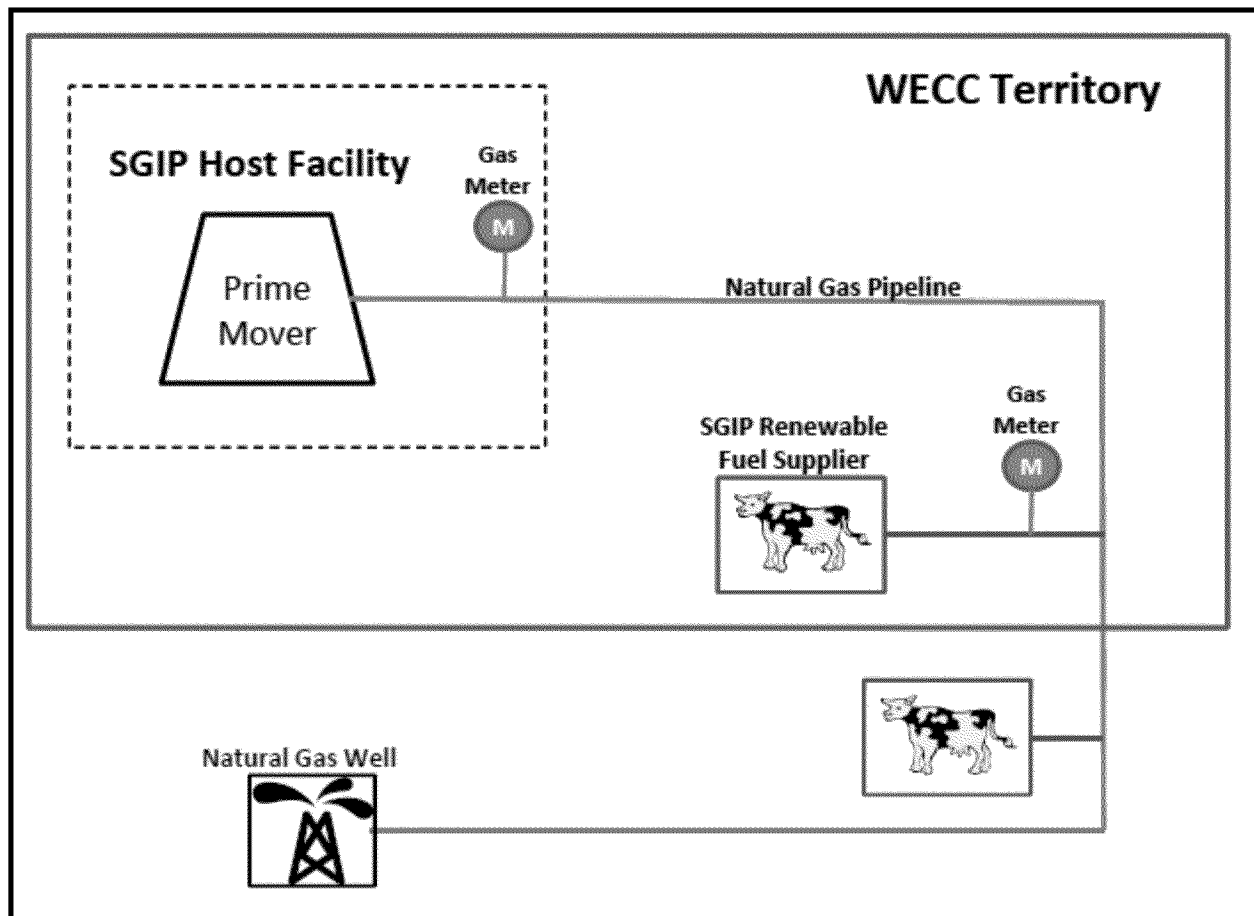 WECC Territory
SGIP Host Facility
Gas
Meter
M
Prime
Mover
Natural Gas Pipeline
Gas
Meter
M
SGIP Renewable
Fuel Supplier
Natural Gas Well